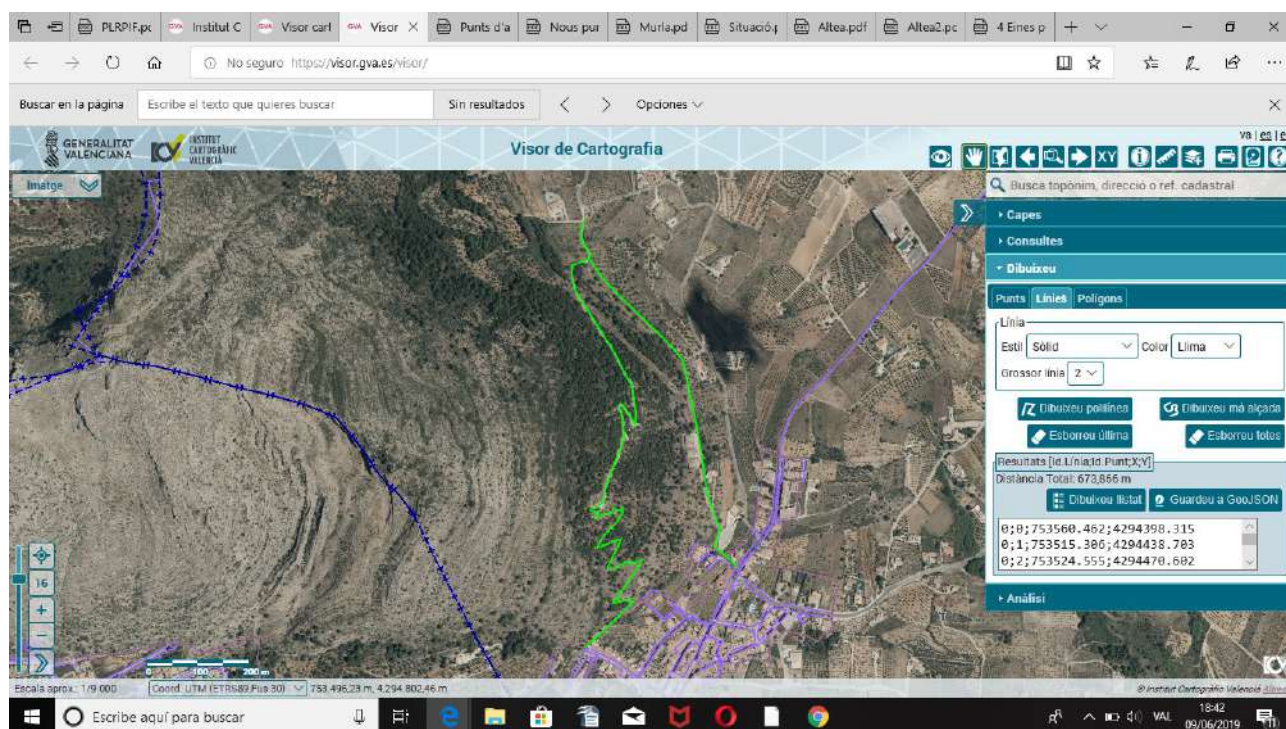 PLRPIF.pc
Institut C
Visor cart
Visor
Punts d'a
Nous pur
Murla.pd
Situació.p
Altea.pdf
Altea2.pc
4 Eines p
No seguro https://visor.gva.es/visor/
Buscar en la página
Escribe el texto que quieres buscar
Sin resultados
Opciones
GENERALITAT
VALENCIANA
ICV
INSTITUT
CARTOGRÀFIC
VALENCIÀ
Visor de Cartografia
va | es | e
XY
Imatge
Busca topònim, direcció o ref. cadastral
Capes
Consultes
Dibuixeu
Punts Línies Polígons
Línia
Estil Sòlid Color Llima
Grossor línia 2
Dibuixeu polilínea
Dibuixeu mà alçada
Esborreu última
Esborreu totes
Resultats [Id.Línia;Id.Punt;X;Y]
Distància Total: 673,866 m
Dibuixeu llistat
Guardeu a GeoJSON
0;0;753560.462;4294398.315
0;1;753515.306;4294438.703
0;2;753524.555;4294470.602
Anàlisi
16
0 100 200 m
Escala aprox.: 1/9 000
Coord. UTM (ETRS89,Fus 30)
753.496,23 m, 4.294.802,46 m
© Institut Cartogràfic Valencià
Escribe aquí para buscar
VAL
18:42
09/06/2019